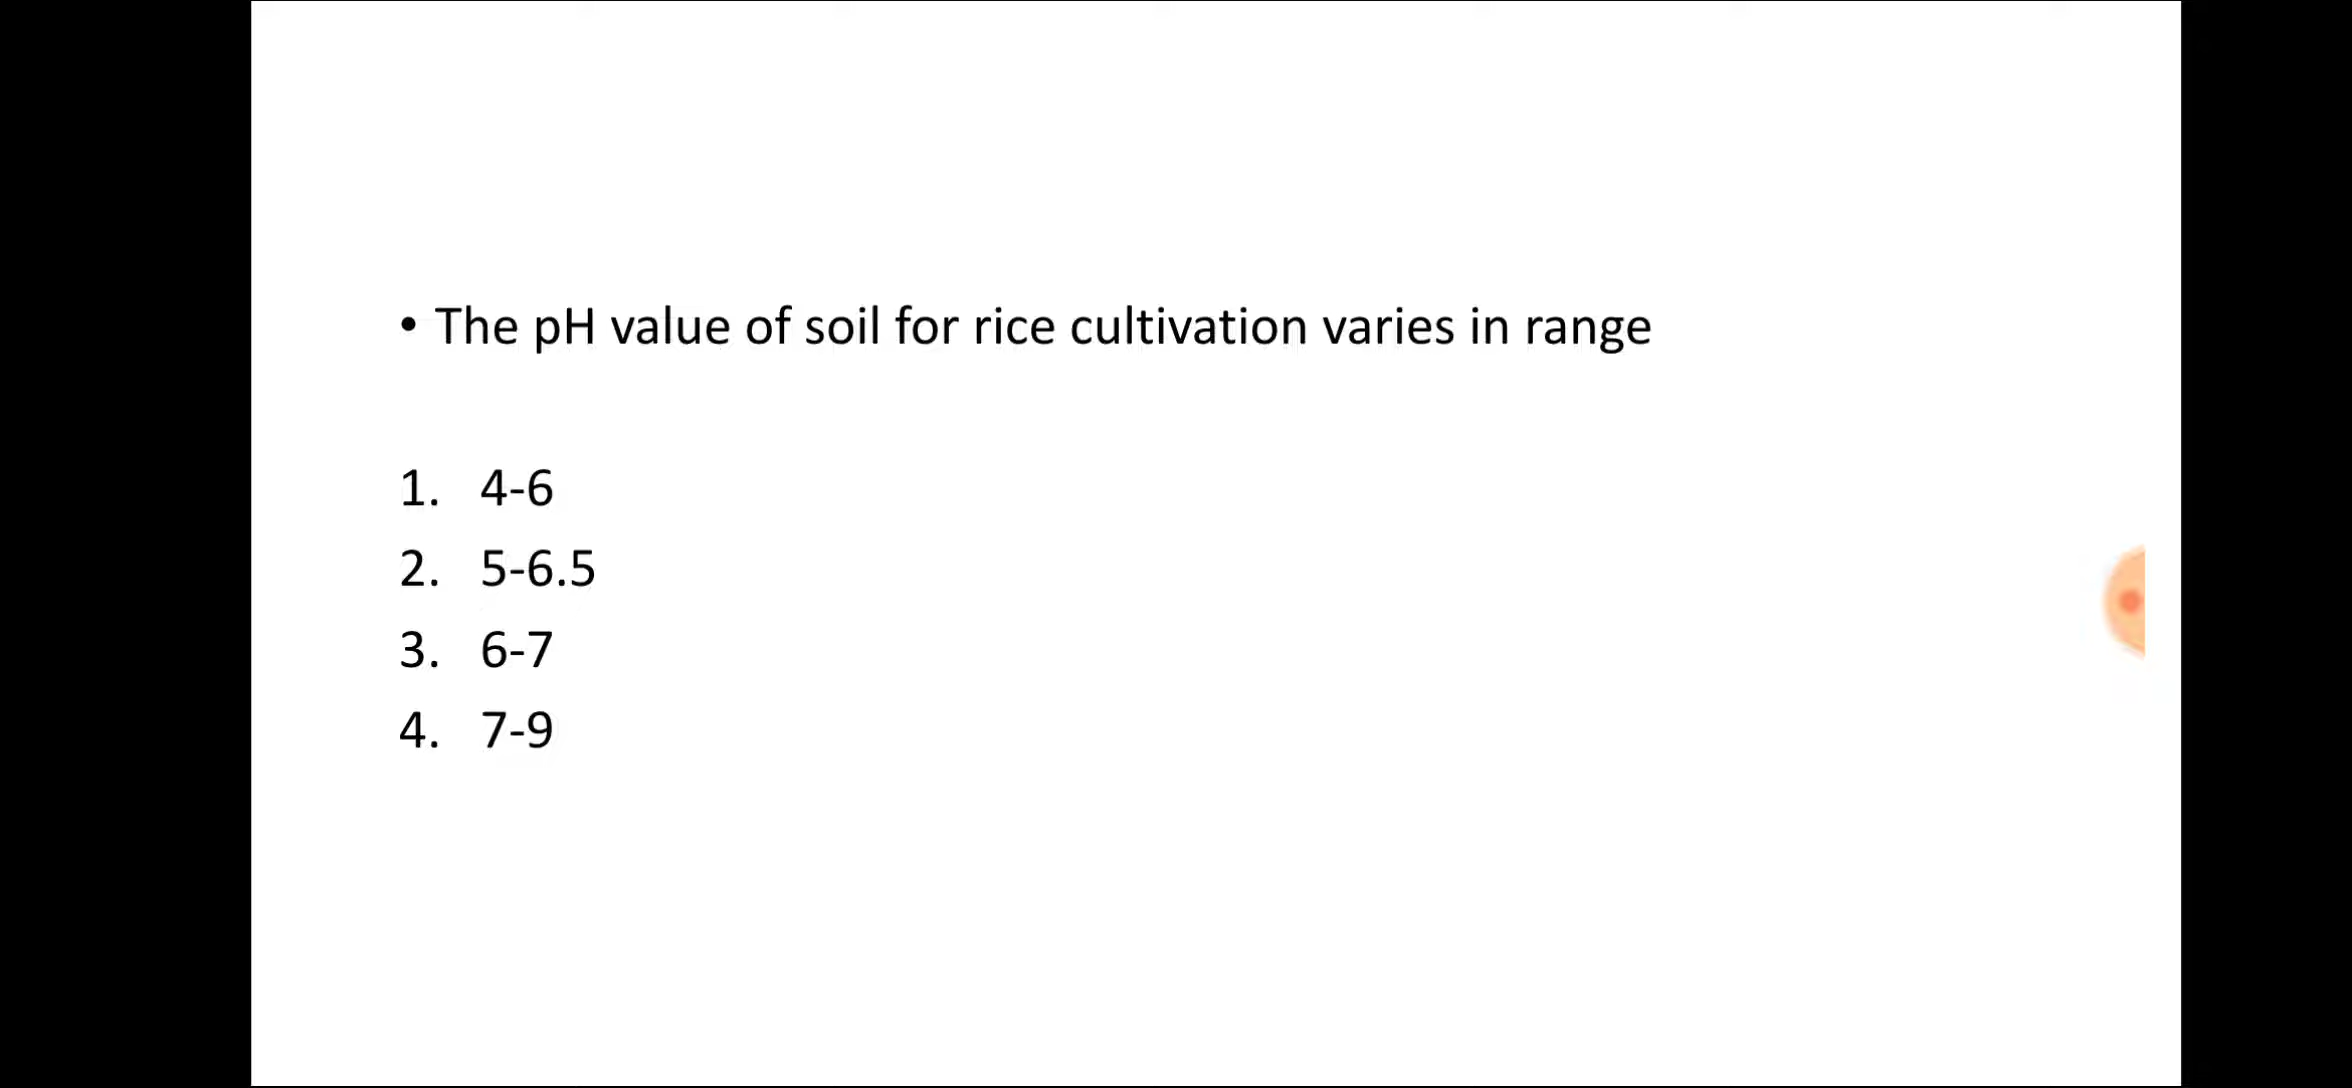 • The pH value of soil for rice cultivation varies in range
1. 4-6
2. 5-6.5
3. 6-7
4. 7-9